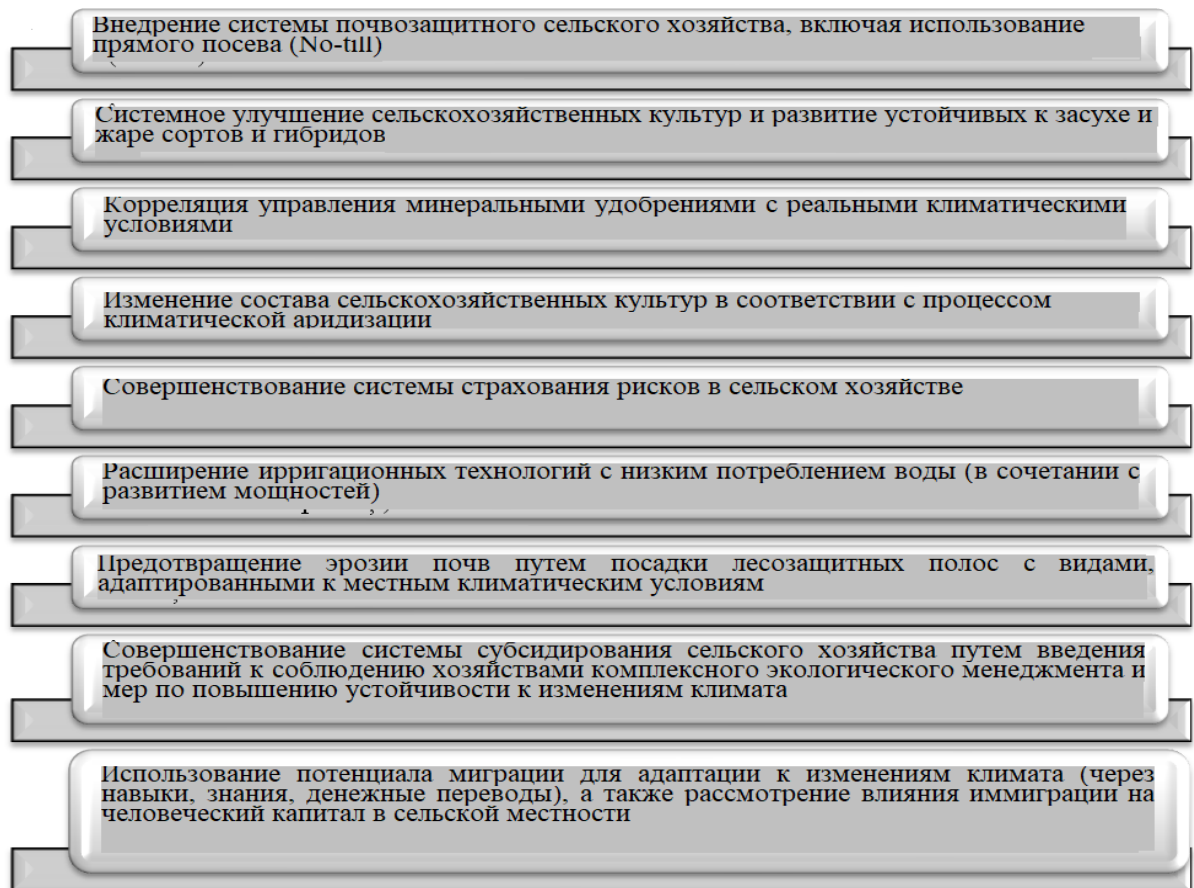 Внедрение системы почвозащитного сельского хозяйства, включая использование
прямого посева (No-till)
Системное улучшение сельскохозяйственных культур и развитие устойчивых к засухе и
жаре сортов и гибридов
Корреляция управления минеральными удобрениями с реальными климатическими
условиями
Изменение состава сельскохозяйственных культур в соответствии с процессом
климатической аридизации
Совершенствование системы страхования рисков в сельском хозяйстве
Расширение ирригационных технологий с низким потреблением воды (в сочетании с
развитием мощностей)
Предотвращение эрозии почв путем посадки лесозащитных полос с видами,
адаптированными к местным климатическим условиям
Совершенствование системы субсидирования сельского хозяйства путем введения
требований к соблюдению хозяйствами комплексного экологического менеджмента и
мер по повышению устойчивости к изменениям климата
Использование потенциала миграции для адаптации к изменениям климата (через
навыки, знания, денежные переводы), а также рассмотрение влияния иммиграции на
человеческий капитал в сельской местности